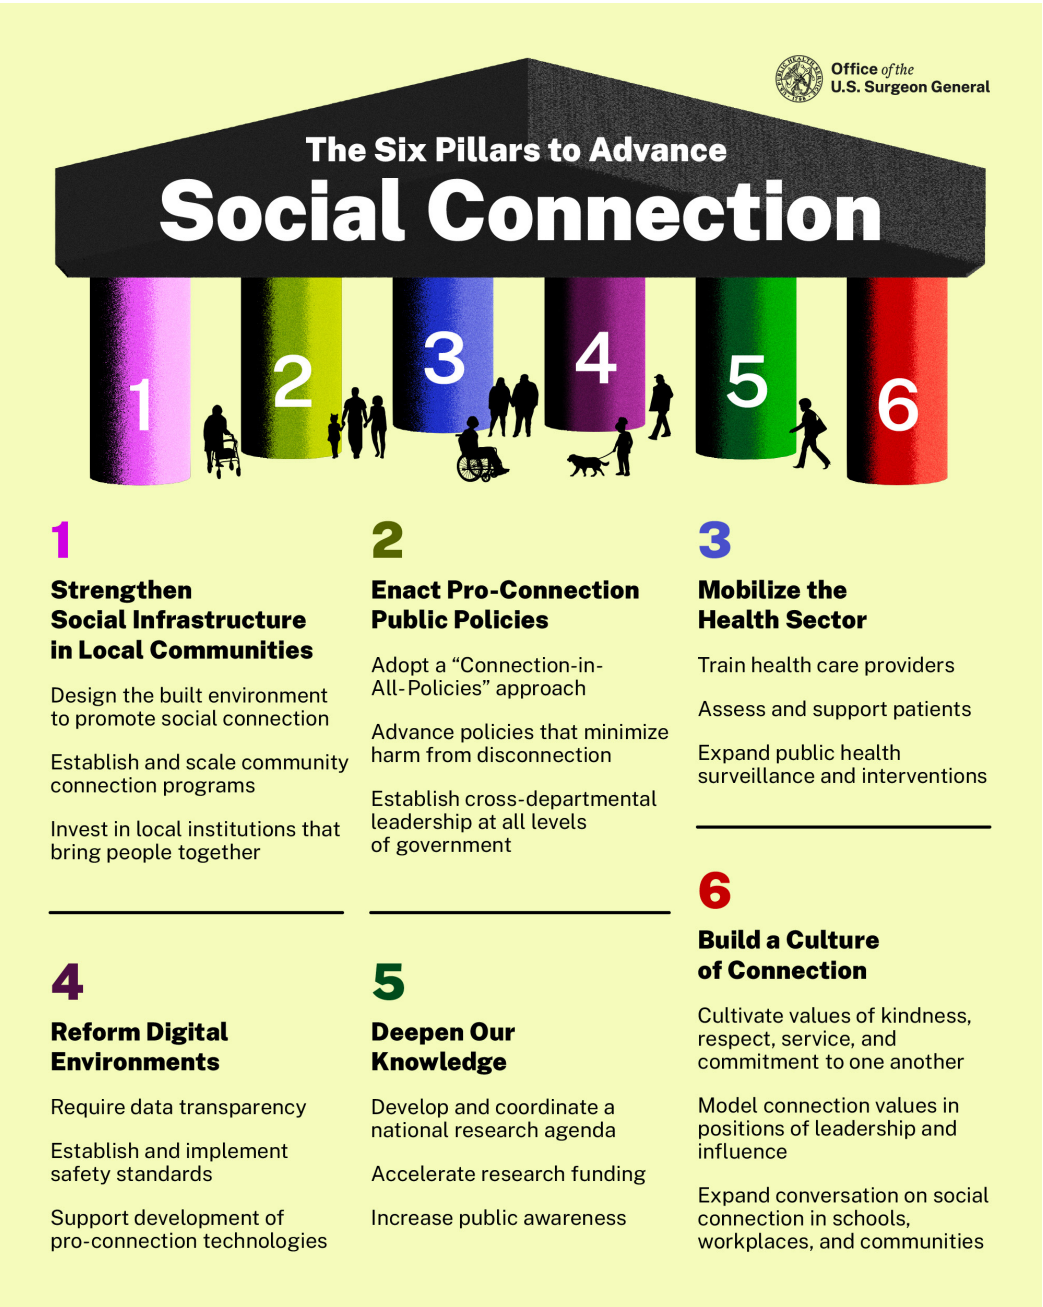 Office of the
U.S. Surgeon General
The Six Pillars to Advance
Social Connection
1
2
3
4
5
6
1
Strengthen
Social Infrastructure
in Local Communities
Design the built environment
to promote social connection
Establish and scale community
connection programs
Invest in local institutions that
bring people together
2
Enact Pro-Connection
Public Policies
Adopt a “Connection-in-
All-Policies” approach
Advance policies that minimize
harm from disconnection
Establish cross-departmental
leadership at all levels
of government
3
Mobilize the
Health Sector
Train health care providers
Assess and support patients
Expand public health
surveillance and interventions
4
Reform Digital
Environments
Require data transparency
Establish and implement
safety standards
Support development of
pro-connection technologies
5
Deepen Our
Knowledge
Develop and coordinate a
national research agenda
Accelerate research funding
Increase public awareness
6
Build a Culture
of Connection
Cultivate values of kindness,
respect, service, and
commitment to one another
Model connection values in
positions of leadership and
influence
Expand conversation on social
connection in schools,
workplaces, and communities